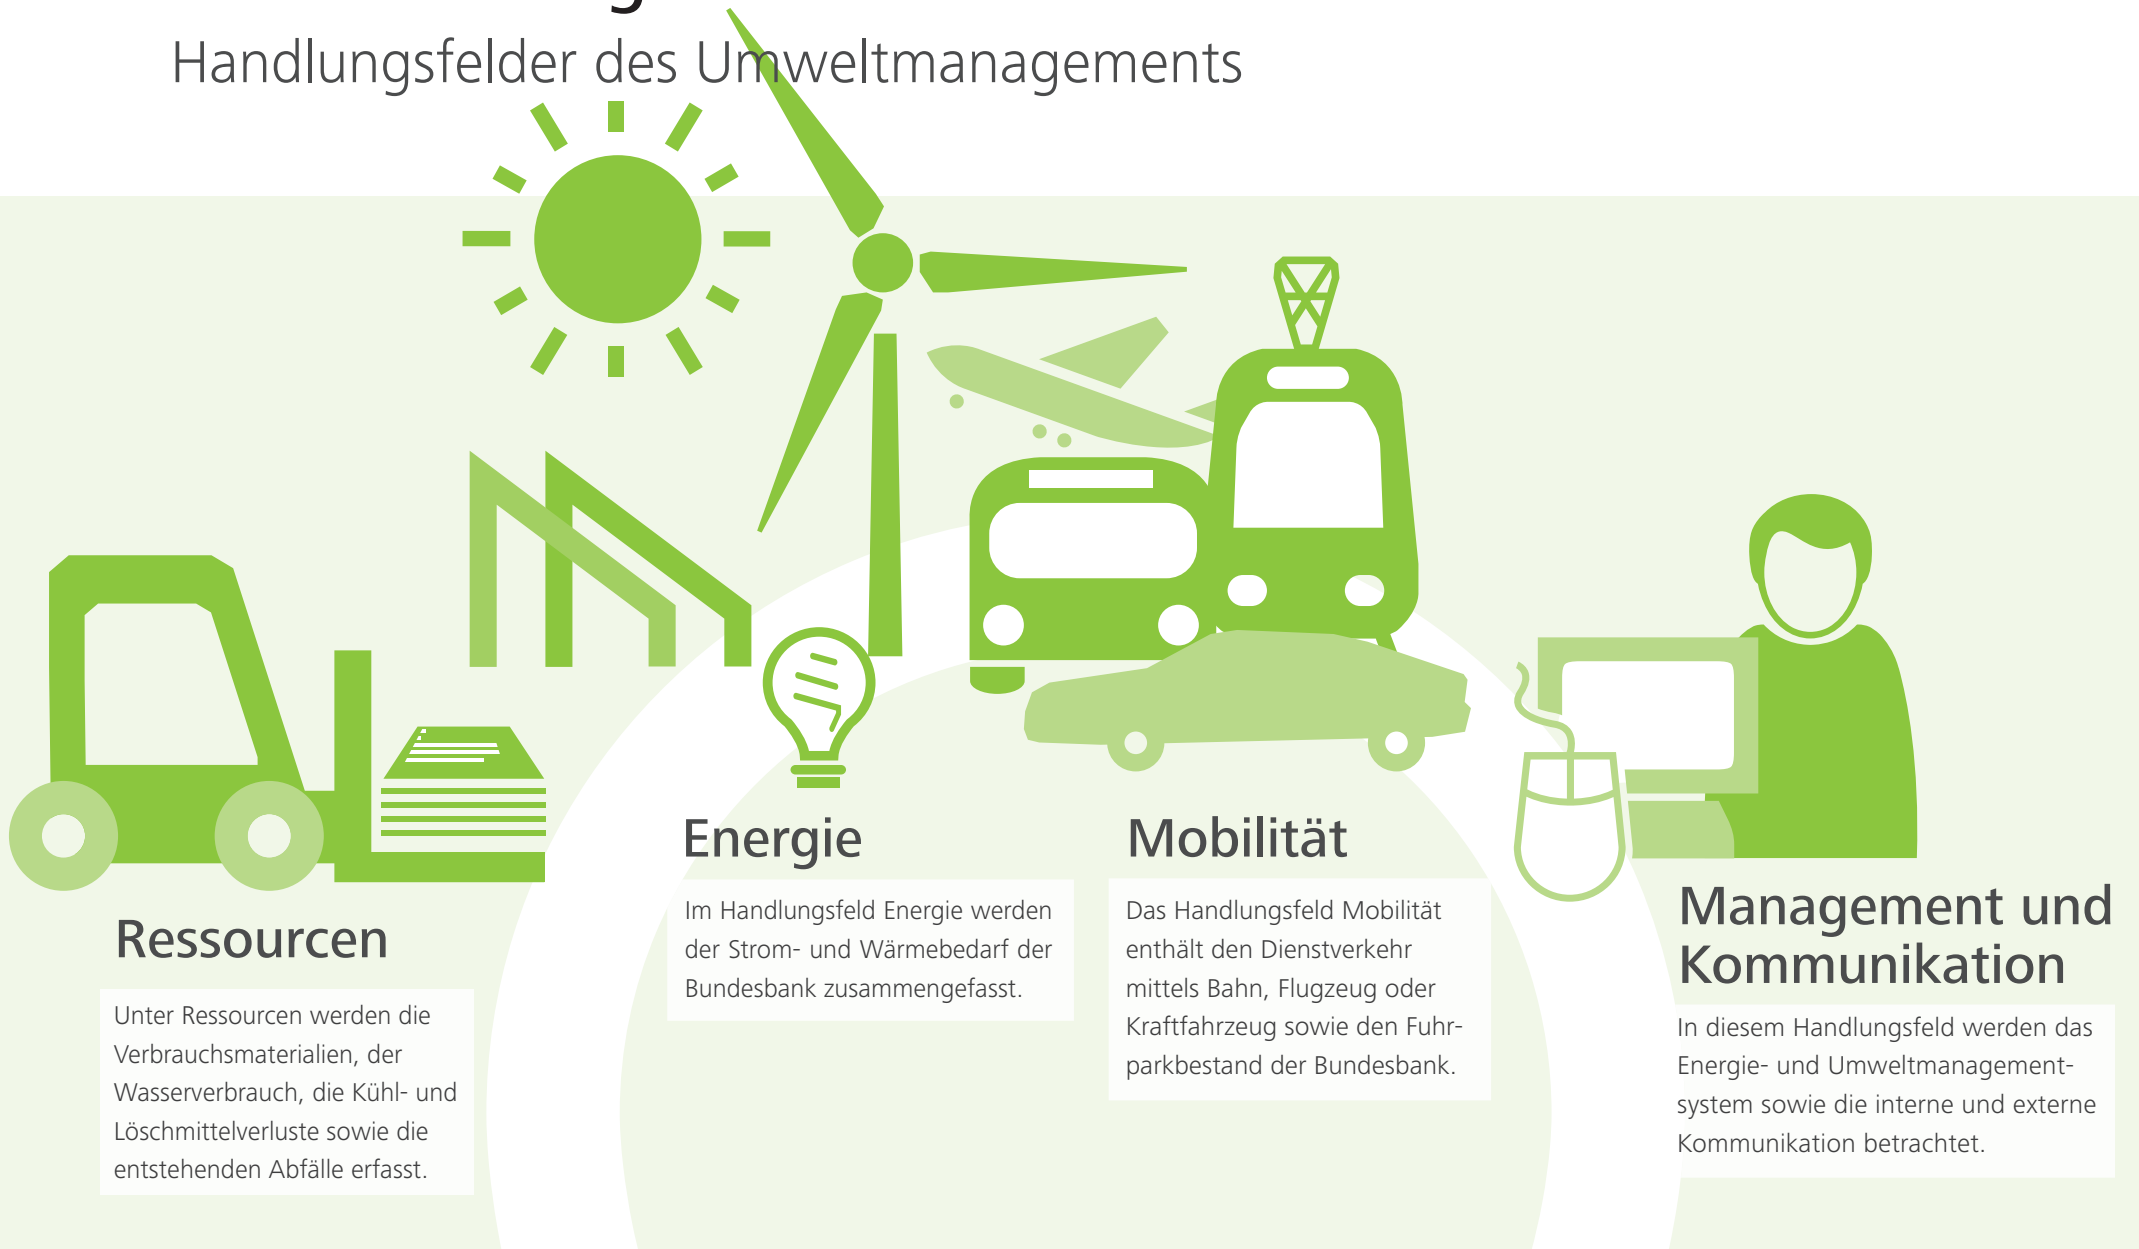 Handlungsfelder des Umweltmanagements
Energie
Im Handlungsfeld Energie werden
der Strom- und Wärmebedarf der
Bundesbank zusammengefasst.
Mobilität
Das Handlungsfeld Mobilität
enthält den Dienstverkehr
mittels Bahn, Flugzeug oder
Kraftfahrzeug sowie den Fuhr-
parkbestand der Bundesbank.
Ressourcen
Unter Ressourcen werden die
Verbrauchsmaterialien, der
Wasserverbrauch, die Kühl- und
Löschmittelverluste sowie die
entstehenden Abfälle erfasst.
Management und
Kommunikation
In diesem Handlungsfeld werden das
Energie- und Umweltmanagement-
system sowie die interne und externe
Kommunikation betrachtet.